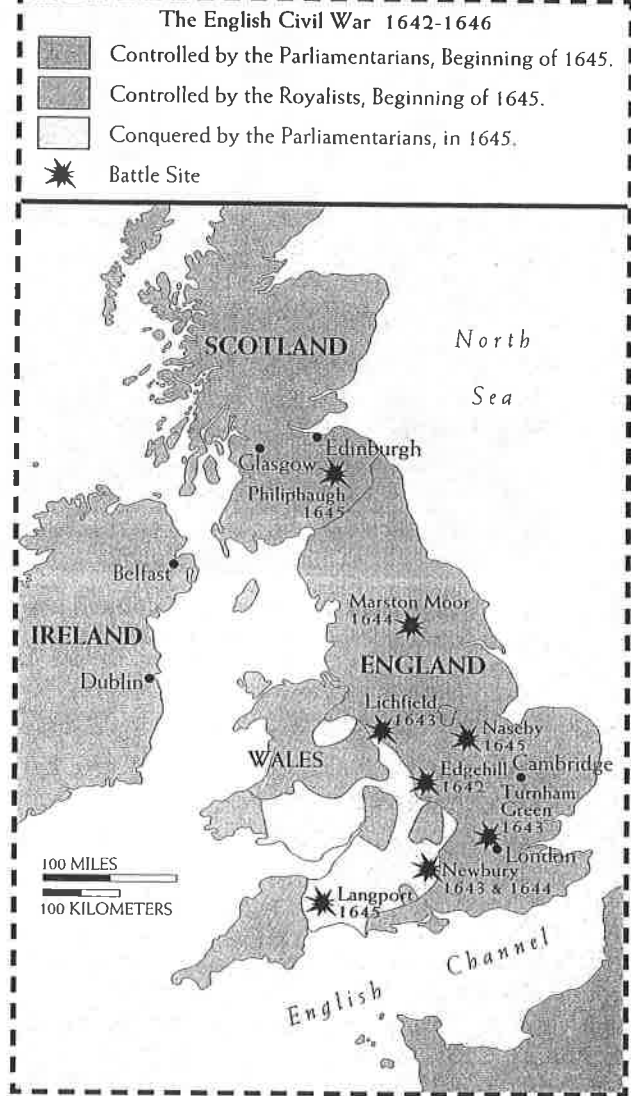 The English Civil War 1642-1646
Controlled by the Parliamentarians, Beginning of 1645.
Controlled by the Royalists, Beginning of 1645.
Conquered by the Parliamentarians, in 1645.
Battle Site
SCOTLAND
North
Sea
Edinburgh
Glasgow
Philiphaugh
1645
Belfast
Marston Moor
1644
IRELAND
ENGLAND
Dublin
Lichfield
1643
Naseby
1645
WALES
Edgehill
1642
Cambridge
Turnham
Green
1643
London
100 MILES
100 KILOMETERS
Newbury
1643 & 1644
Langport
1645
English Channel